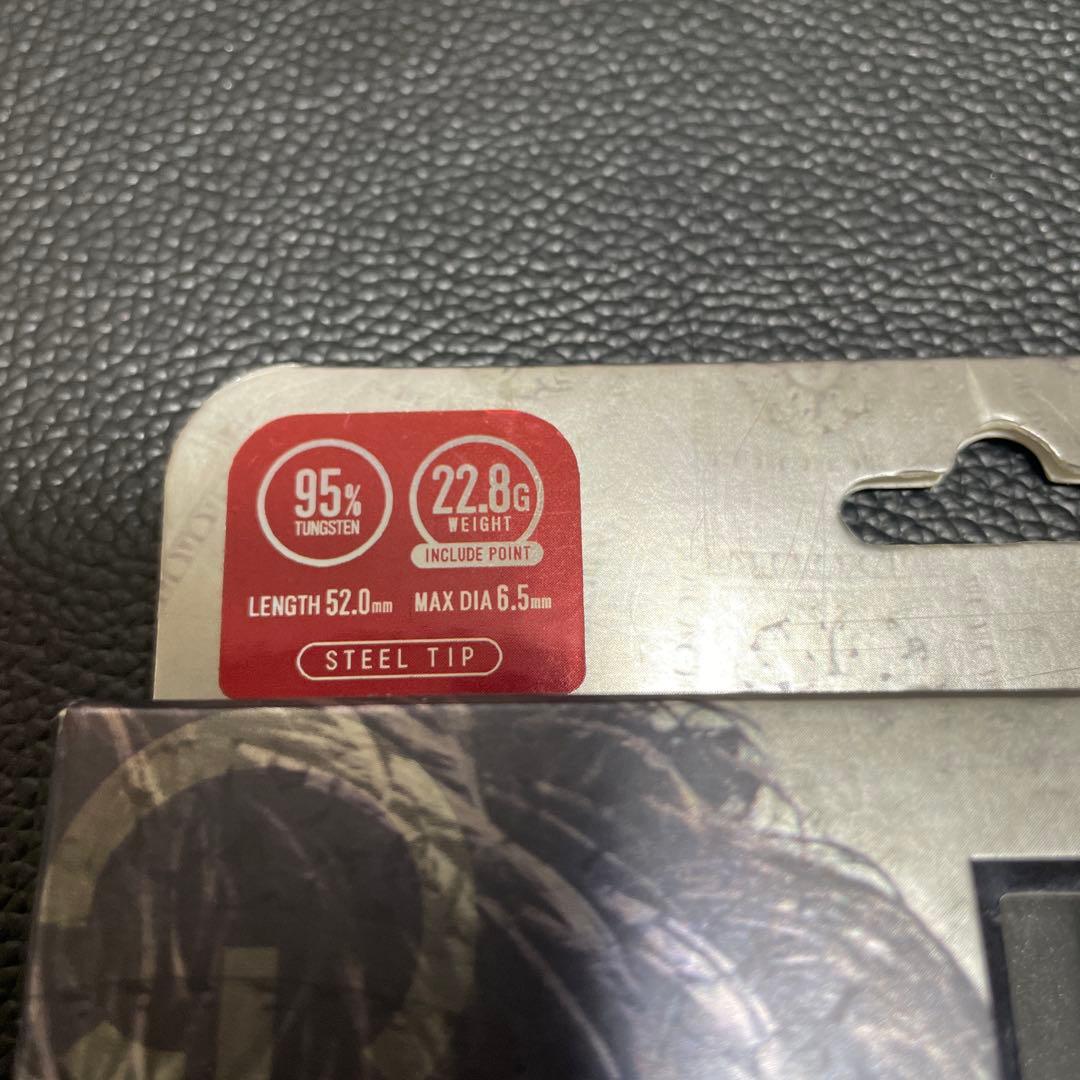 95%
TUNGSTEN
22.8G
WEIGHT
INCLUDE POINT
LENGTH 52.0mm MAX DIA 6.5mm
STEEL TIP